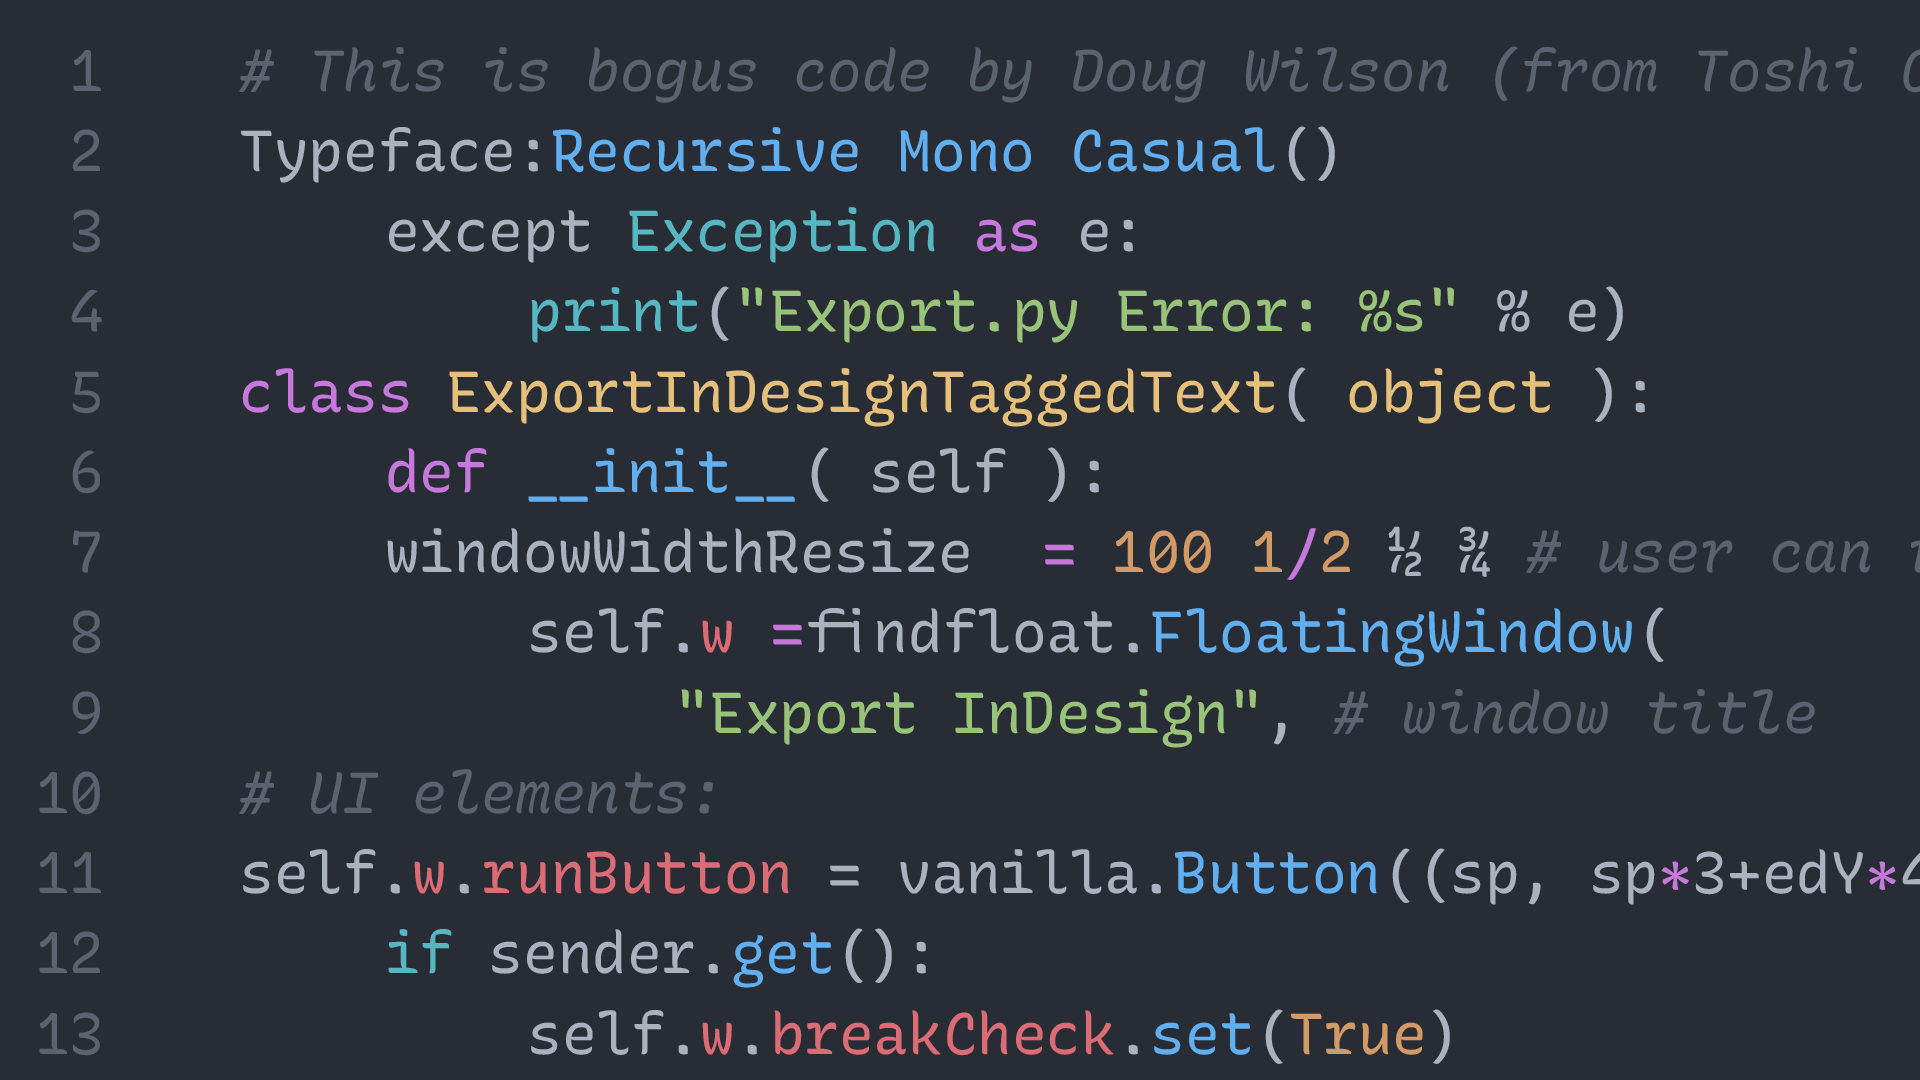 1 # This is bogus code by Doug Wilson (from Toshi
2 Typeface:Recursive Mono Casual()
3 except Exception as e:
4 print("Export.py Error: %s" % e)
5 class ExportInDesignTaggedText( object ):
6 def __init__( self ):
7 windowWidthResize  = 100 1/2 ½ ¾ # user can
8 self.w =findfloat.FloatingWindow(
9 "Export InDesign", # window title
10 # UI elements:
11 self.w.runButton = vanilla.Button((sp, sp*3+edY*4
12 if sender.get():
13 self.w.breakCheck.set(True)